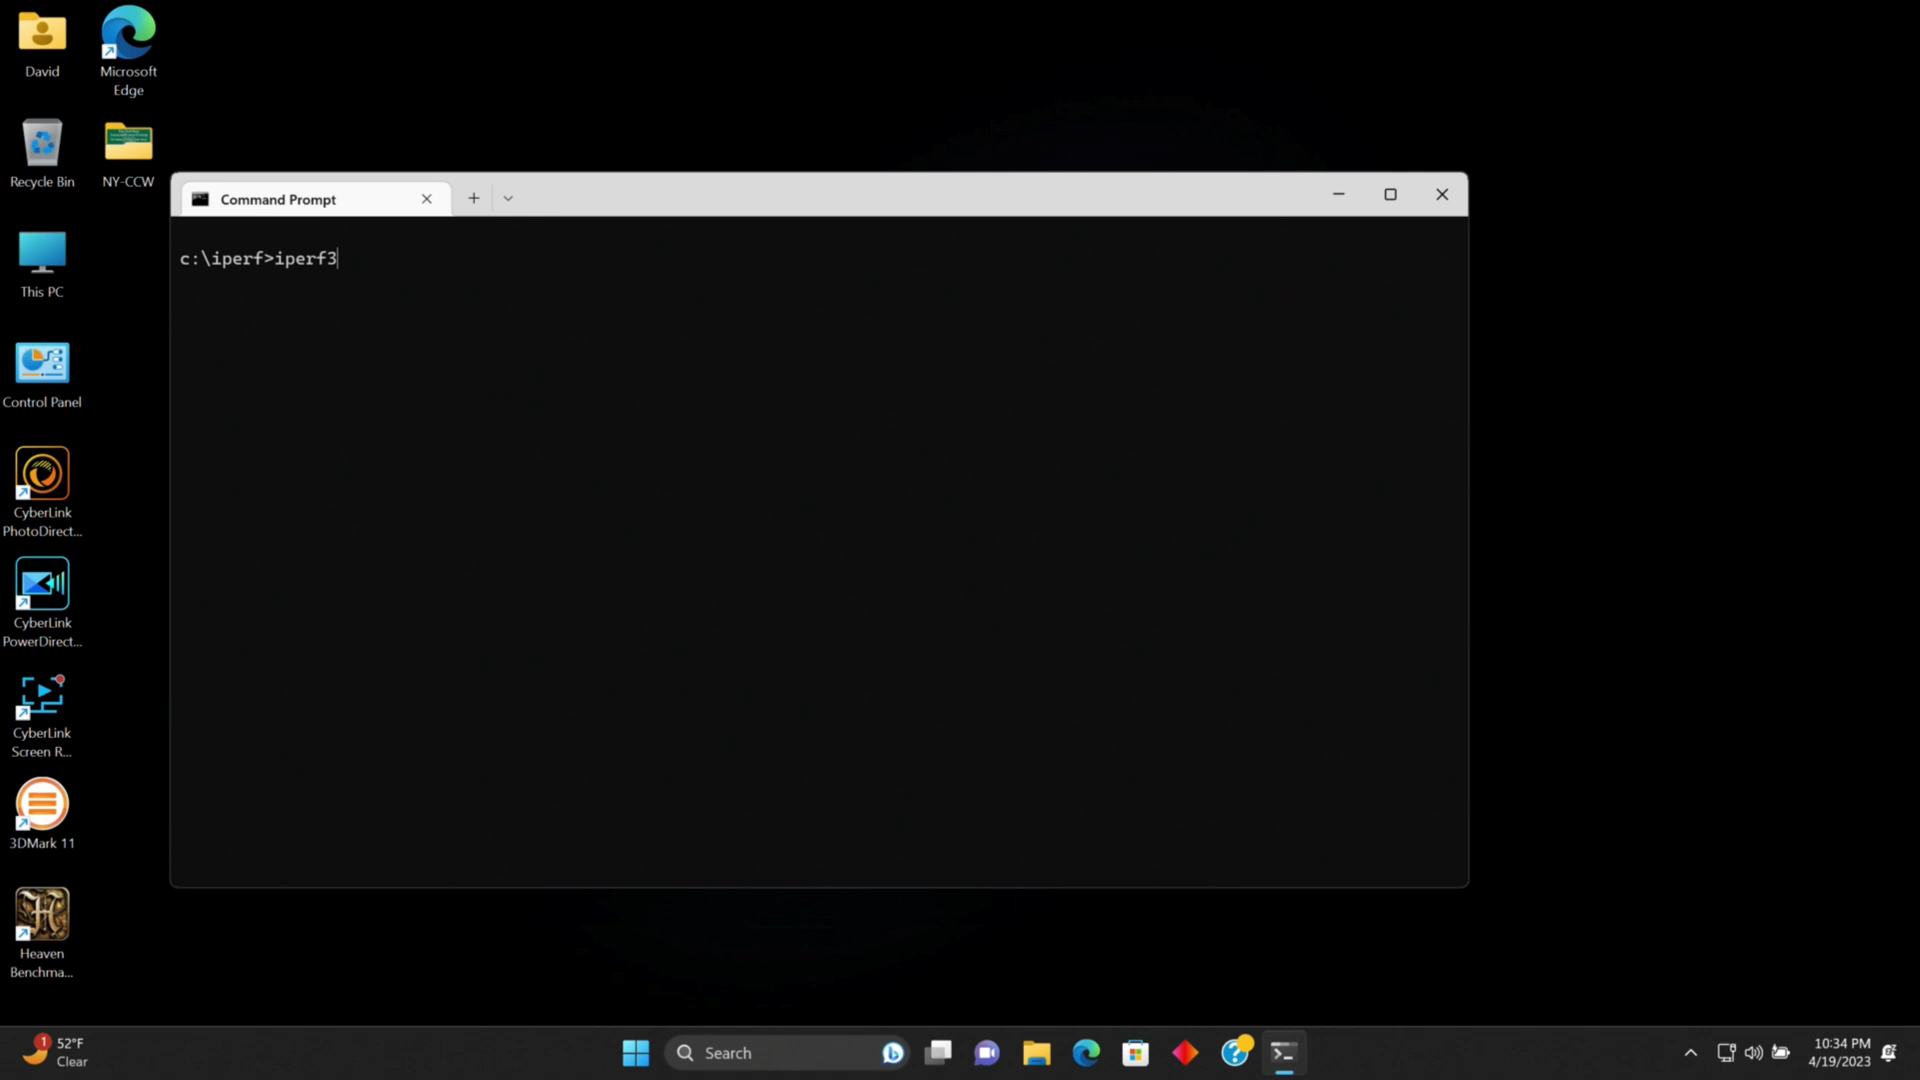 David
Microsoft
Edge
Recycle Bin
NY-CCW
This PC
Control Panel
CyberLink
PhotoDirect...
CyberLink
PowerDirect...
CyberLink
Screen R...
3DMark 11
Heaven
Benchma...
Command Prompt
c:\iperf>iperf3
1
52°F
Clear
Search
10:34 PM
4/19/2023